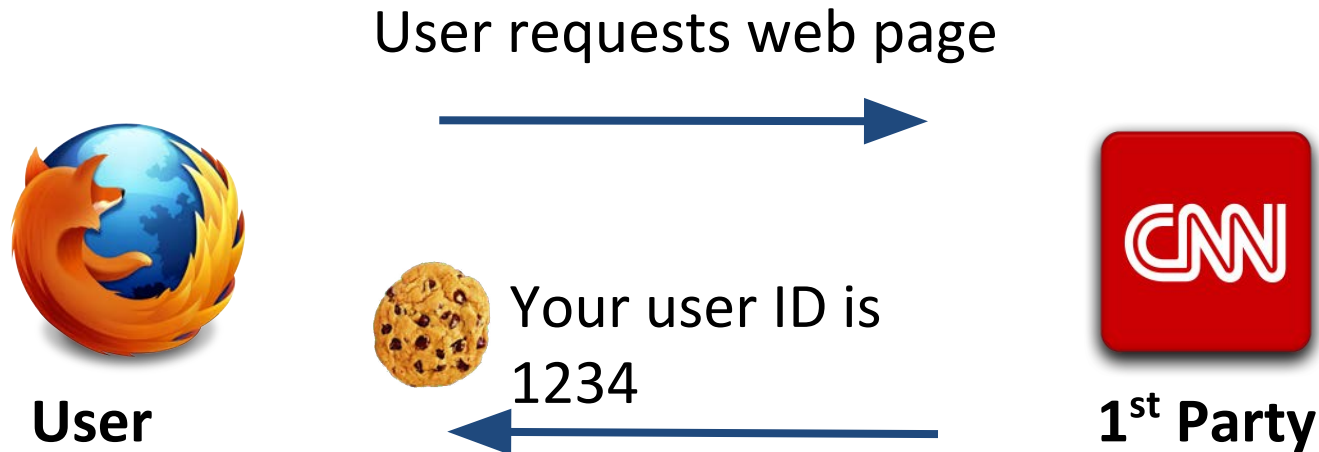 User requests web page
CNN
Your user ID is
1234
User
1st Party